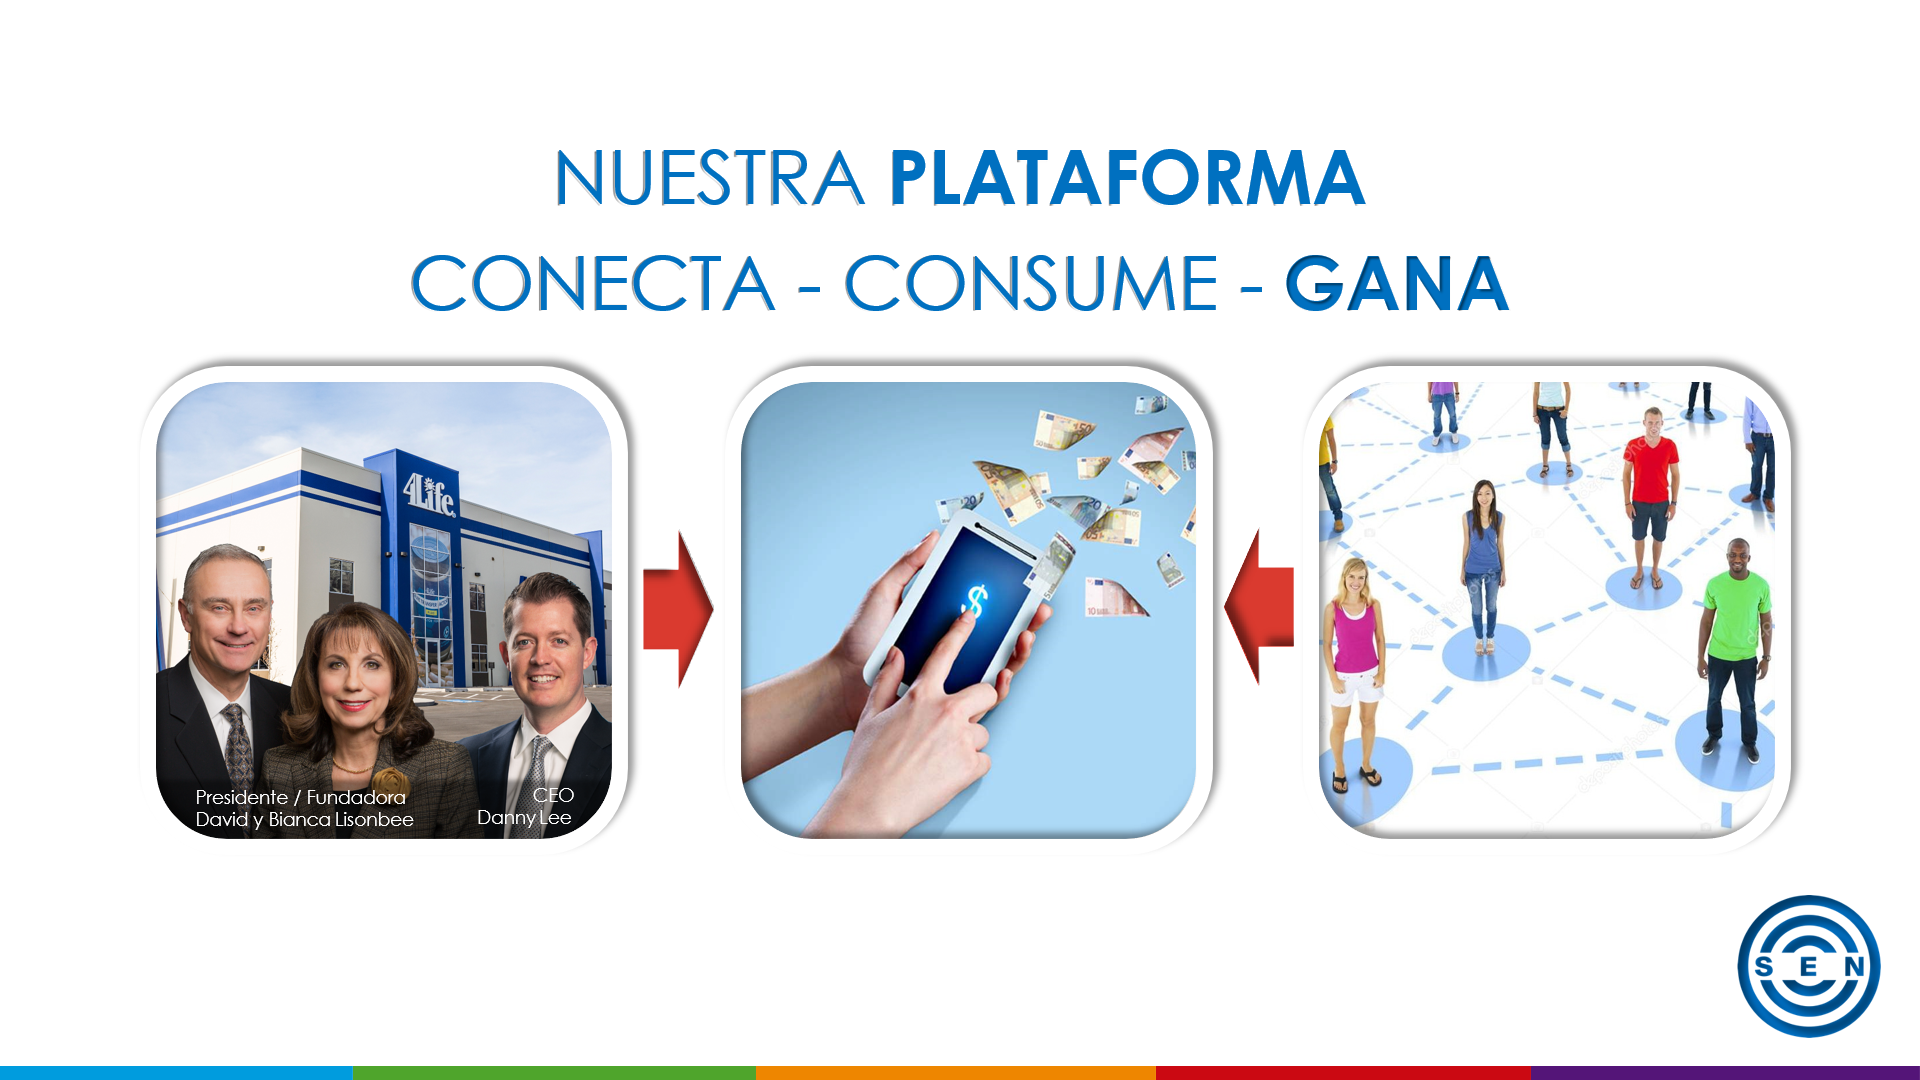 NUESTRA PLATAFORMA
CONECTA - CONSUME - GANA
4Life
Presidente / Fundadora
David y Bianca Lisonbee
CEO
Danny Lee
$
S E N